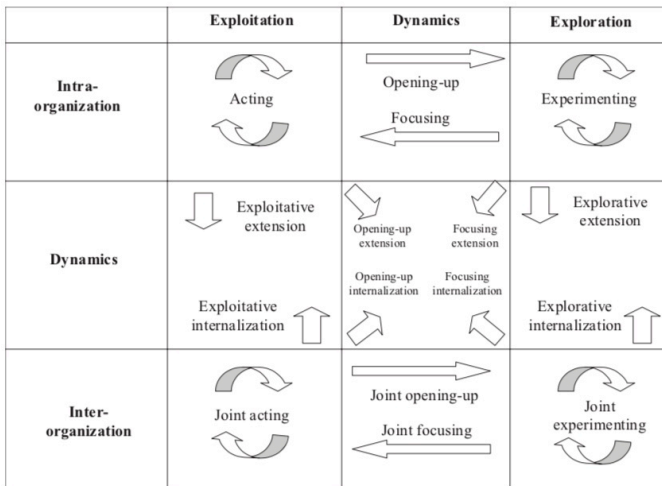 Exploitation
Dynamics
Exploration
Intra-
organization
Acting
Opening-up
Focusing
Experimenting
Dynamics
Exploitative
extension
Exploitative
internalization
Opening-up
extension
Focusing
extension
Opening-up
internalization
Focusing
internalization
Explorative
extension
Explorative
internalization
Inter-
organization
Joint acting
Joint opening-up
Joint focusing
Joint
experimenting